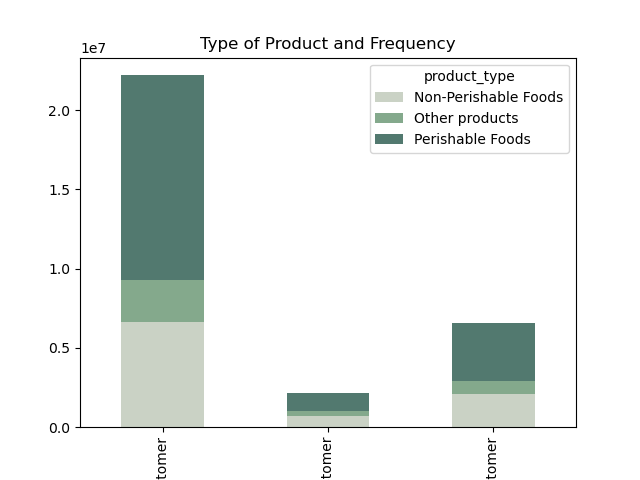 Type of Product and Frequency
1e7
product_type
Non-Perishable Foods
Other products
Perishable Foods
2.0
1.5
1.0
0.5
0.0
tomer
tomer
tomer